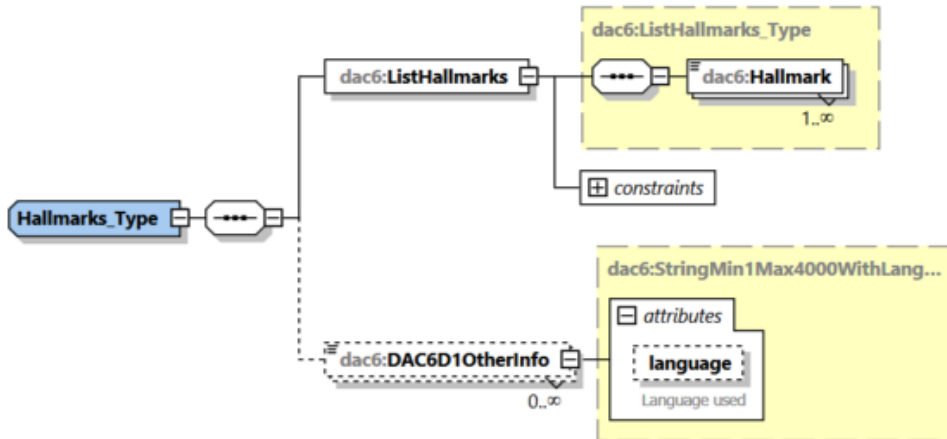 dac6:ListHallmarks_Type
dac6:ListHallmarks
dac6:Hallmark
1..∞
constraints
Hallmarks_Type
dac6:StringMin1Max4000WithLang...
attributes
dac6:DAC6D1OtherInfo
language
0..∞
Language used